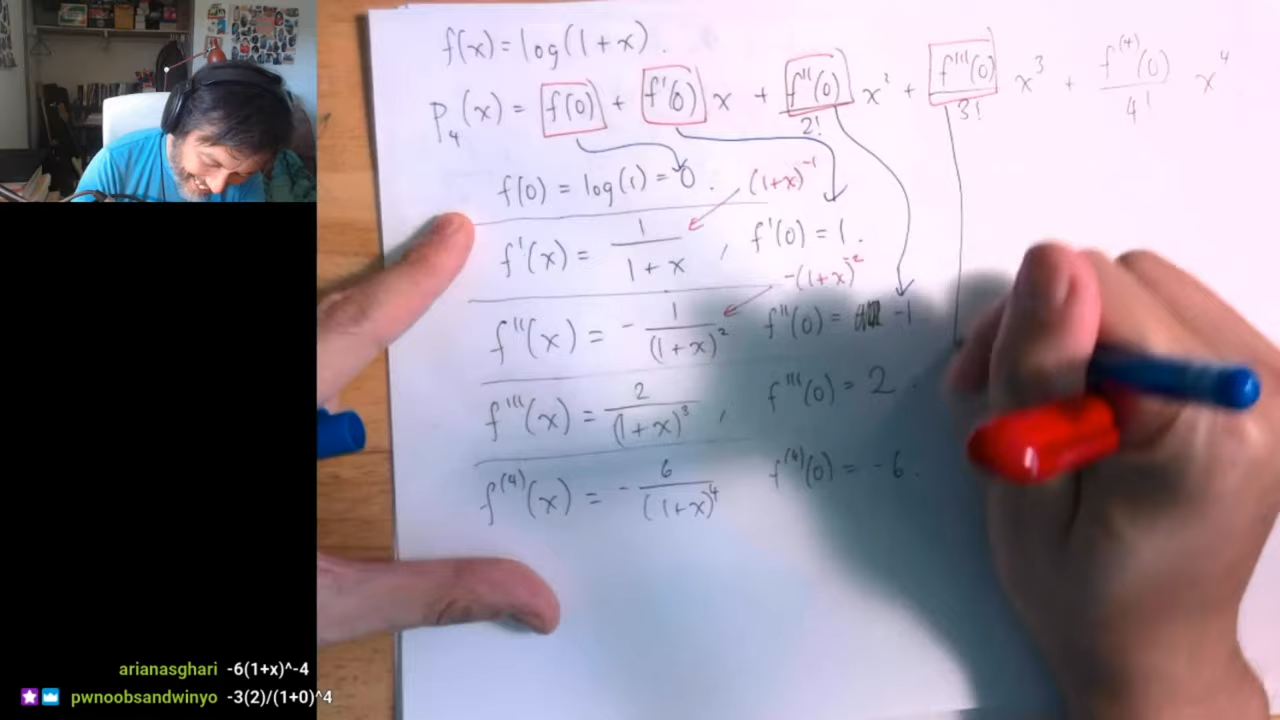 f(x) = log(1+x).
P₄(x) = f(0) + f'(0) x + f''(0)/2! x² + f'''(0)/3! x³ + f⁽⁴⁾(0)/4! x⁴
f(0) = log(1) = 0. (1+x)⁻¹
f'(x) = 1/(1+x), f'(0) = 1.
-(1+x)⁻²
f''(x) = - 1/(1+x)² f''(0) = -1
f'''(x) = 2/(1+x)³, f'''(0) = 2.
f⁽⁴⁾(x) = - 6/(1+x)⁴ f⁽⁴⁾(0) = -6.
arianasghari -6(1+x)^-4
pwnoobsandwinyo -3(2)/(1+0)^4